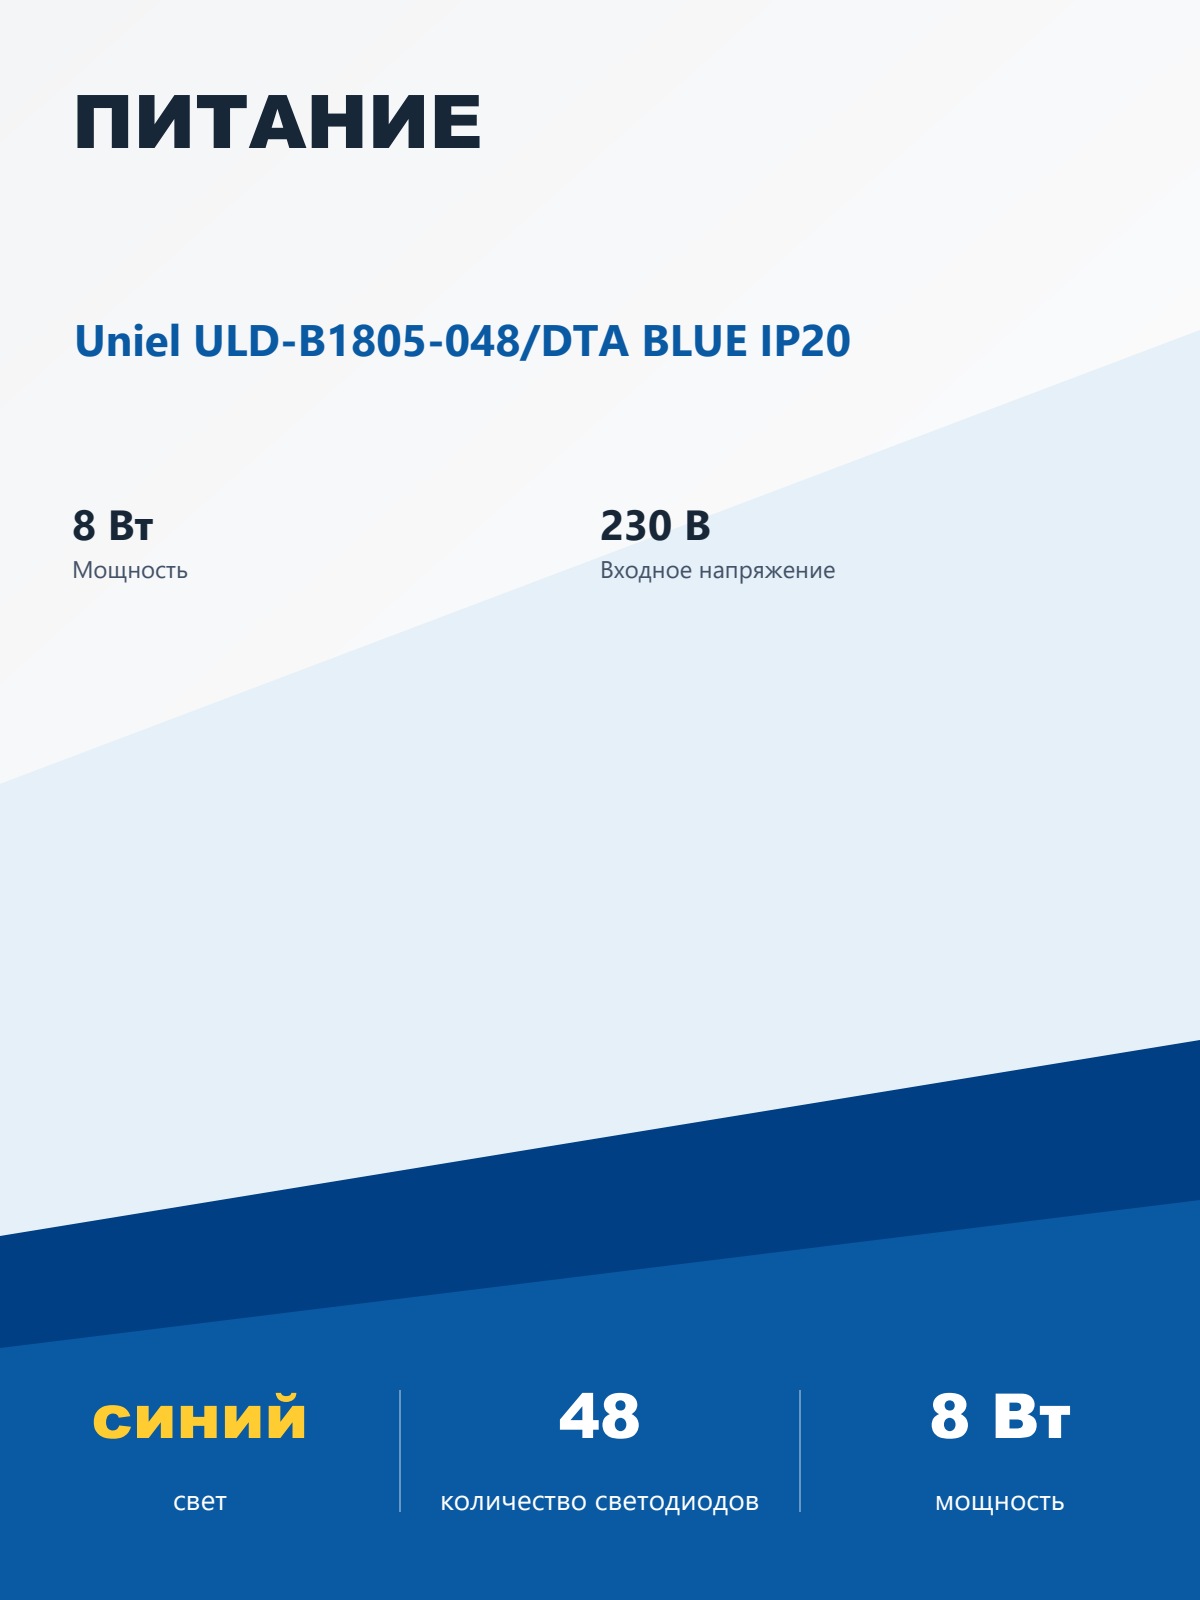 ПИТАНИЕ
Uniel ULD-B1805-048/DTA BLUE IP20
8 Вт
Мощность
230 В
Входное напряжение
синий
свет
48
количество светодиодов
8 Вт
мощность